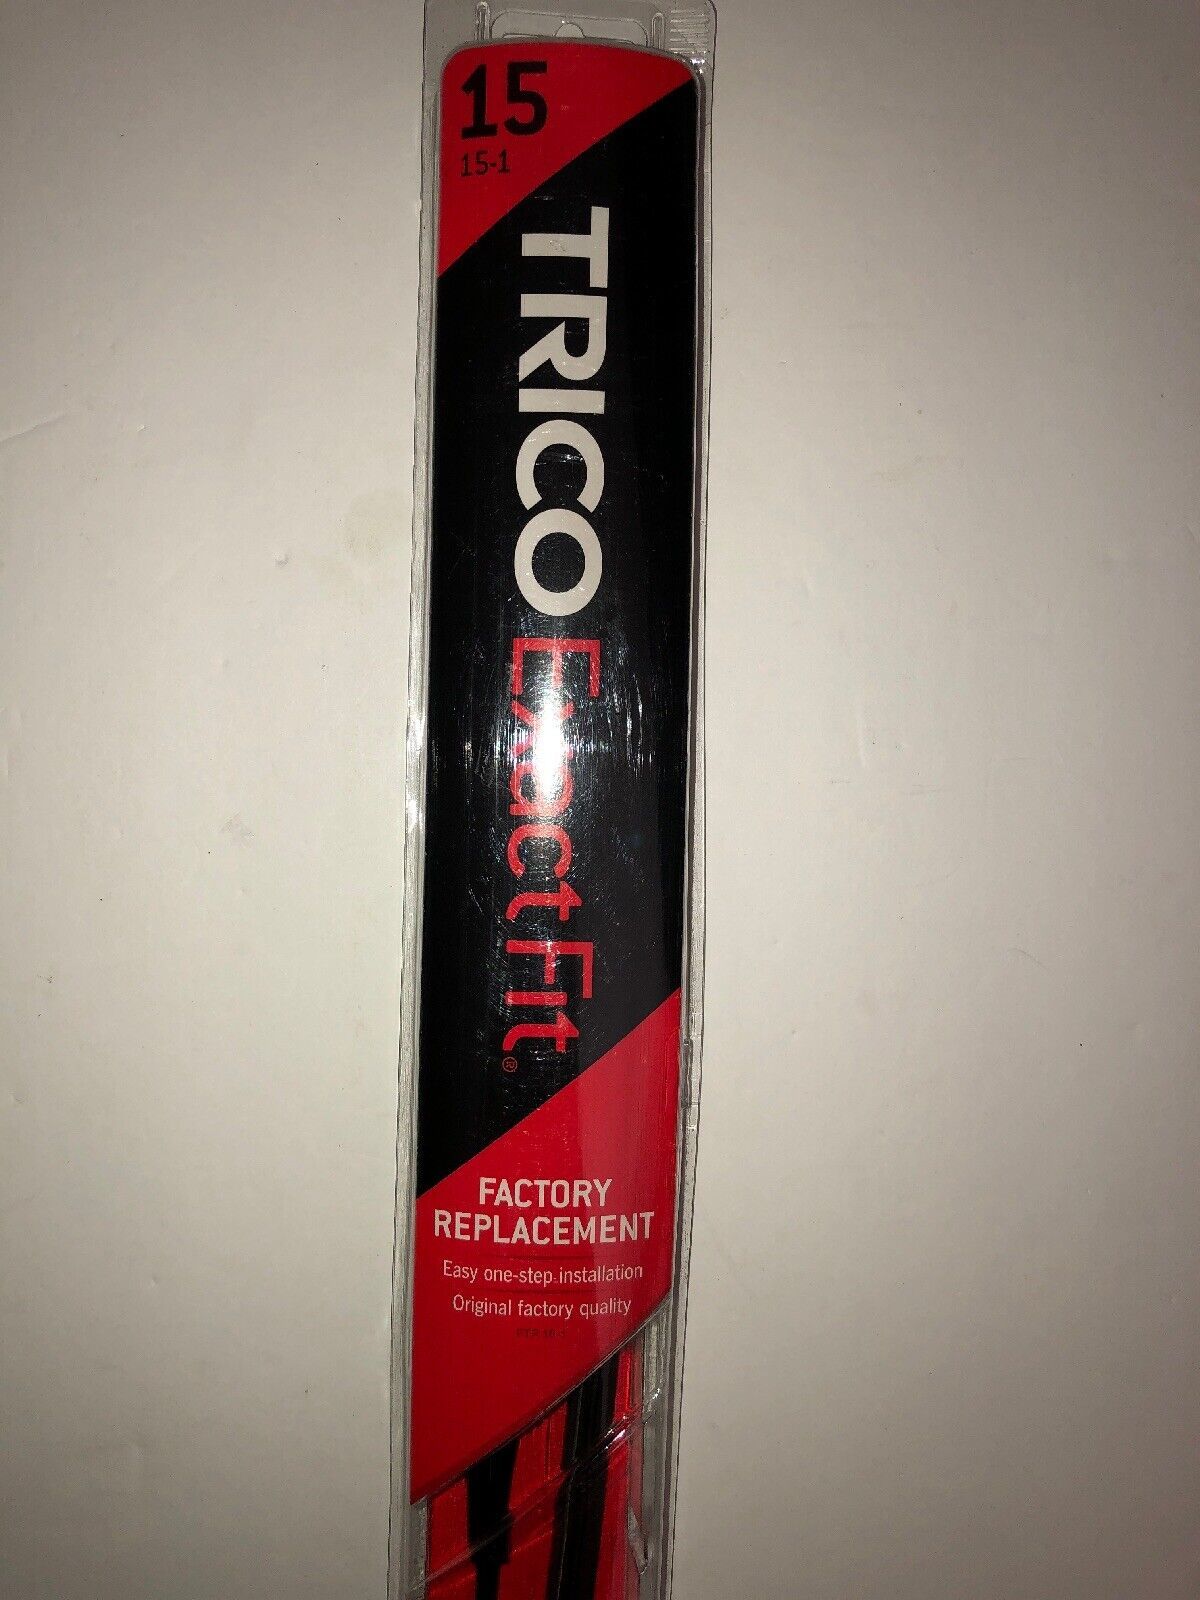 15
15-1
TRICO ExactFit®
FACTORY
REPLACEMENT
Easy one-step installation
Original factory quality